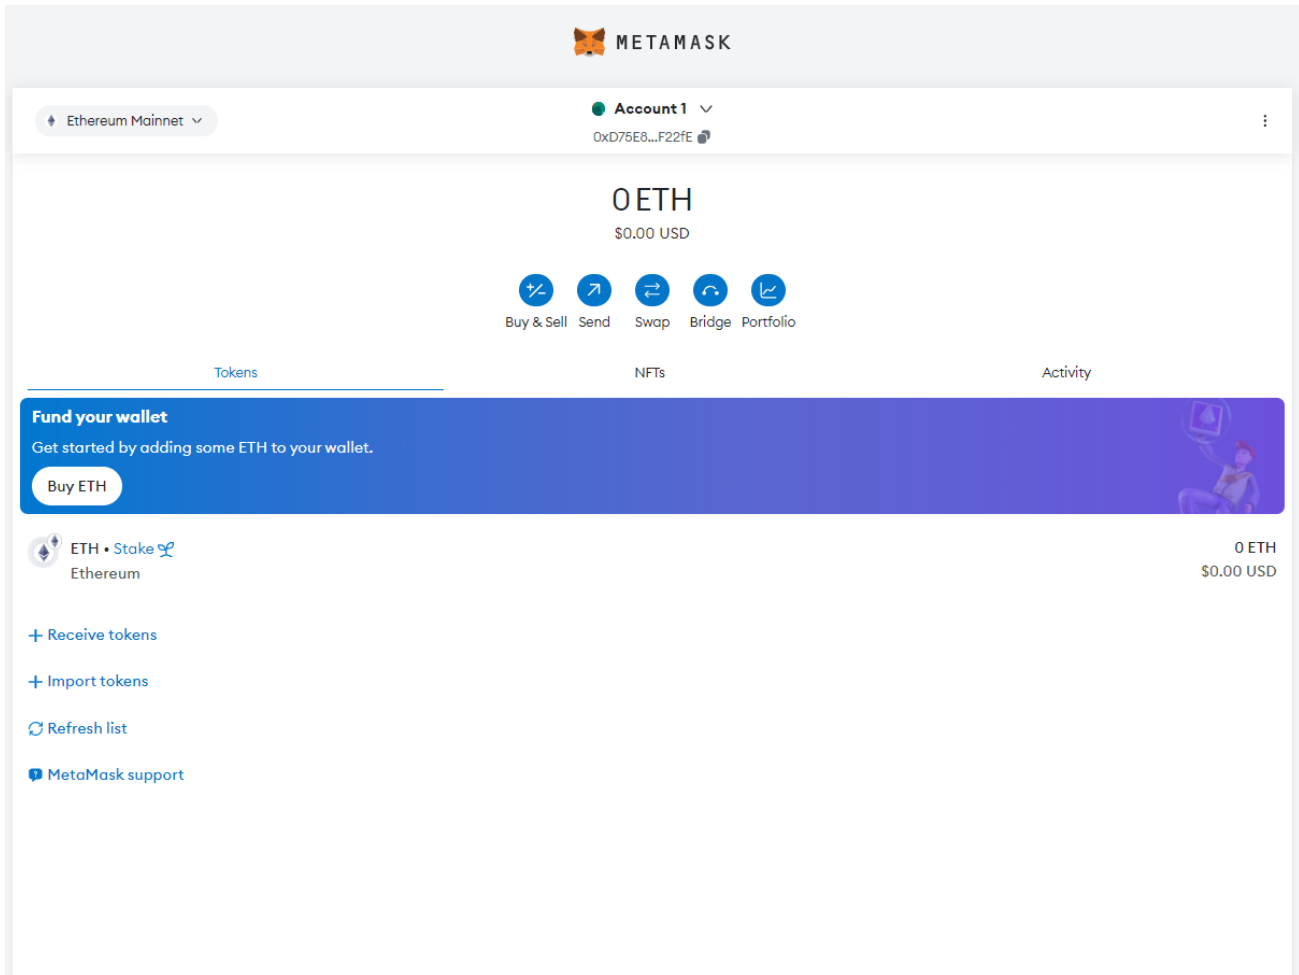 METAMASK
Ethereum Mainnet
Account 1
0xD75E8...F22fE
0 ETH
$0.00 USD
Buy & Sell
Send
Swap
Bridge
Portfolio
Tokens
NFTs
Activity
Fund your wallet
Get started by adding some ETH to your wallet.
Buy ETH
ETH • Stake
0 ETH
Ethereum
$0.00 USD
Receive tokens
Import tokens
Refresh list
MetaMask support